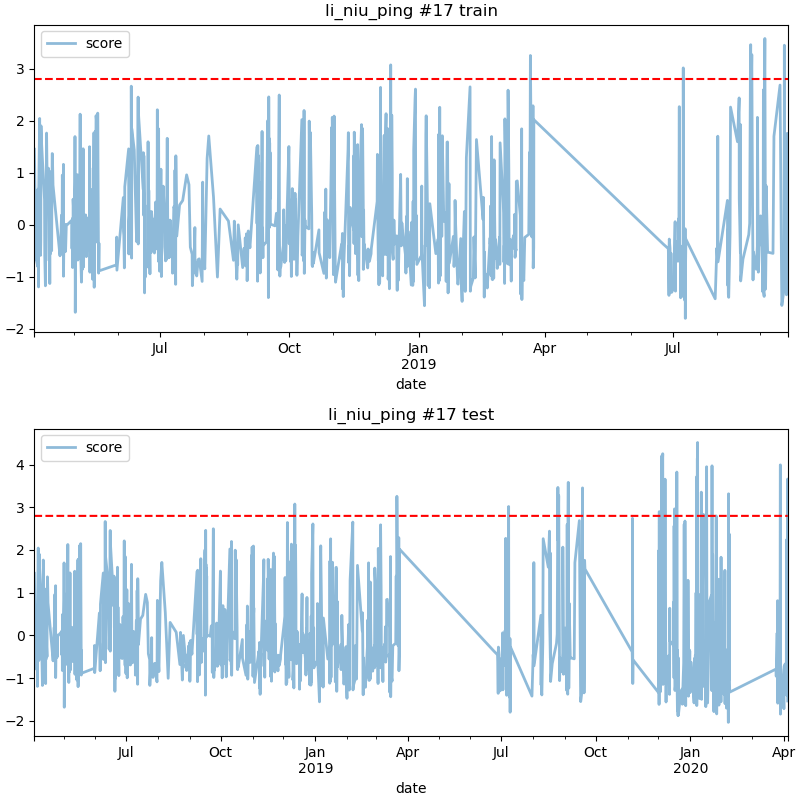 li_niu_ping #17 train
score
3
2
1
0
−1
−2
Jul Oct Jan Apr Jul
2019
date
li_niu_ping #17 test
score
4
3
2
1
0
−1
−2
Jul Oct Jan Apr Jul Oct Jan Apr
2019 2020
date